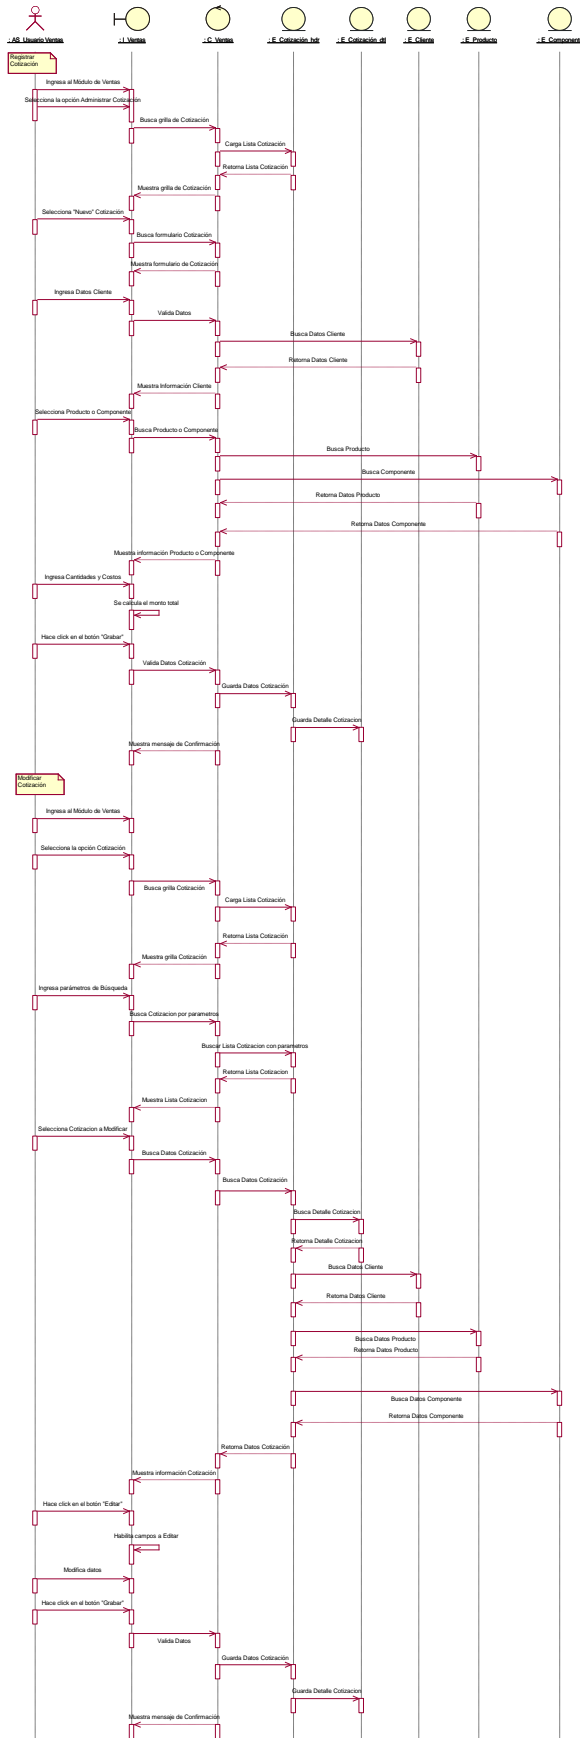 : AS_Usuario Ventas
: I_Ventas
: C_Ventas
: E_Cotización_hdr
: E_Cotización_dtl
: E_Cliente
: E_Producto
: E_Component
Registrar
Cotización
Ingresa al Módulo de Ventas
Selecciona la opción Administrar Cotización
Busca grilla de Cotización
Carga Lista Cotización
Retorna Lista Cotización
Muestra grilla de Cotización
Selecciona "Nuevo" Cotización
Busca formulario Cotización
Muestra formulario de Cotización
Ingresa Datos Cliente
Valida Datos
Busca Datos Cliente
Retorna Datos Cliente
Muestra Información Cliente
Selecciona Producto o Componente
Busca Producto o Componente
Busca Producto
Busca Componente
Retorna Datos Producto
Retorna Datos Componente
Muestra información Producto o Componente
Ingresa Cantidades y Costos
Se calcula el monto total
Hace click en el botón "Grabar"
Valida Datos Cotización
Guarda Datos Cotización
Guarda Detalle Cotizacion
Muestra mensaje de Confirmación
Modificar
Cotización
Ingresa al Módulo de Ventas
Selecciona la opción Cotización
Busca grilla Cotización
Carga Lista Cotización
Retorna Lista Cotización
Muestra grilla Cotización
Ingresa parámetros de Búsqueda
Busca Cotizacion por parametros
Buscar Lista Cotizacion con parametros
Retorna Lista Cotizacion
Muestra Lista Cotizacion
Selecciona Cotizacion a Modificar
Busca Datos Cotización
Busca Datos Cotización
Busca Detalle Cotizacion
Retorna Detalle Cotizacion
Busca Datos Cliente
Retorna Datos Cliente
Busca Datos Producto
Retorna Datos Producto
Busca Datos Componente
Retorna Datos Componente
Retorna Datos Cotización
Muestra información Cotización
Hace click en el botón "Editar"
Habilita campos a Editar
Modifica datos
Hace click en el botón "Grabar"
Valida Datos
Guarda Datos Cotización
Guarda Detalle Cotizacion
Muestra mensaje de Confirmación